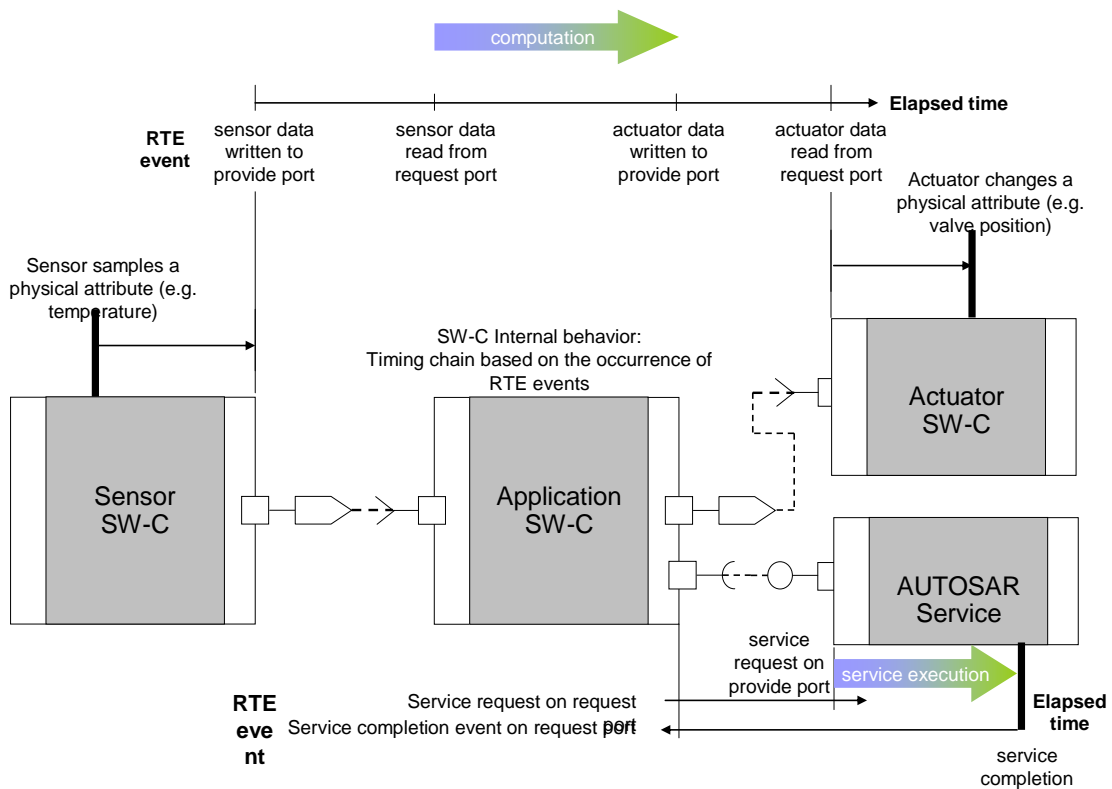 computation
Elapsed time
RTE
event
sensor data
written to
provide port
sensor data
read from
request port
actuator data
written to
provide port
actuator data
read from
request port
Actuator changes a
physical attribute (e.g.
valve position)
Sensor samples a
physical attribute (e.g.
temperature)
SW-C Internal behavior:
Timing chain based on the occurrence of
RTE events
Sensor
SW-C
Application
SW-C
Actuator
SW-C
AUTOSAR
Service
service
request on
provide port
service execution
RTE
eve
nt
Service request on request
port
Service completion event on request port
Elapsed
time
service
completion